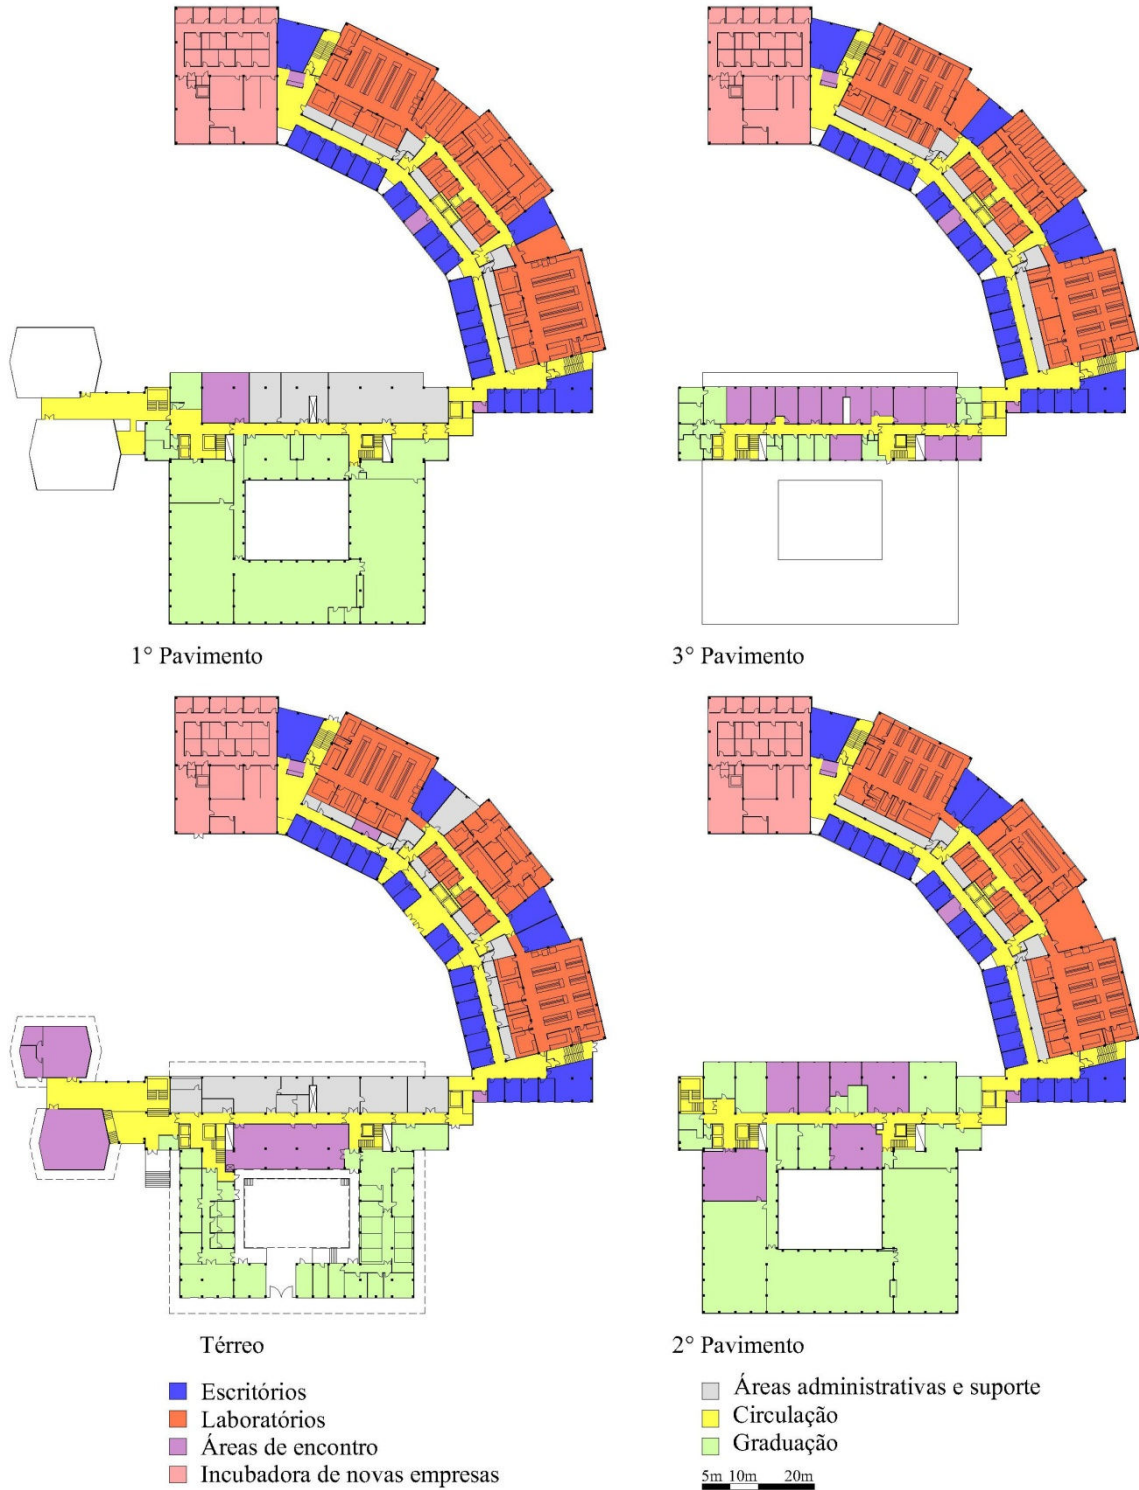 1° Pavimento
3° Pavimento
Térreo
2° Pavimento
Escritórios
Laboratórios
Áreas de encontro
Incubadora de novas empresas
Áreas administrativas e suporte
Circulação
Graduação
5m 10m 20m